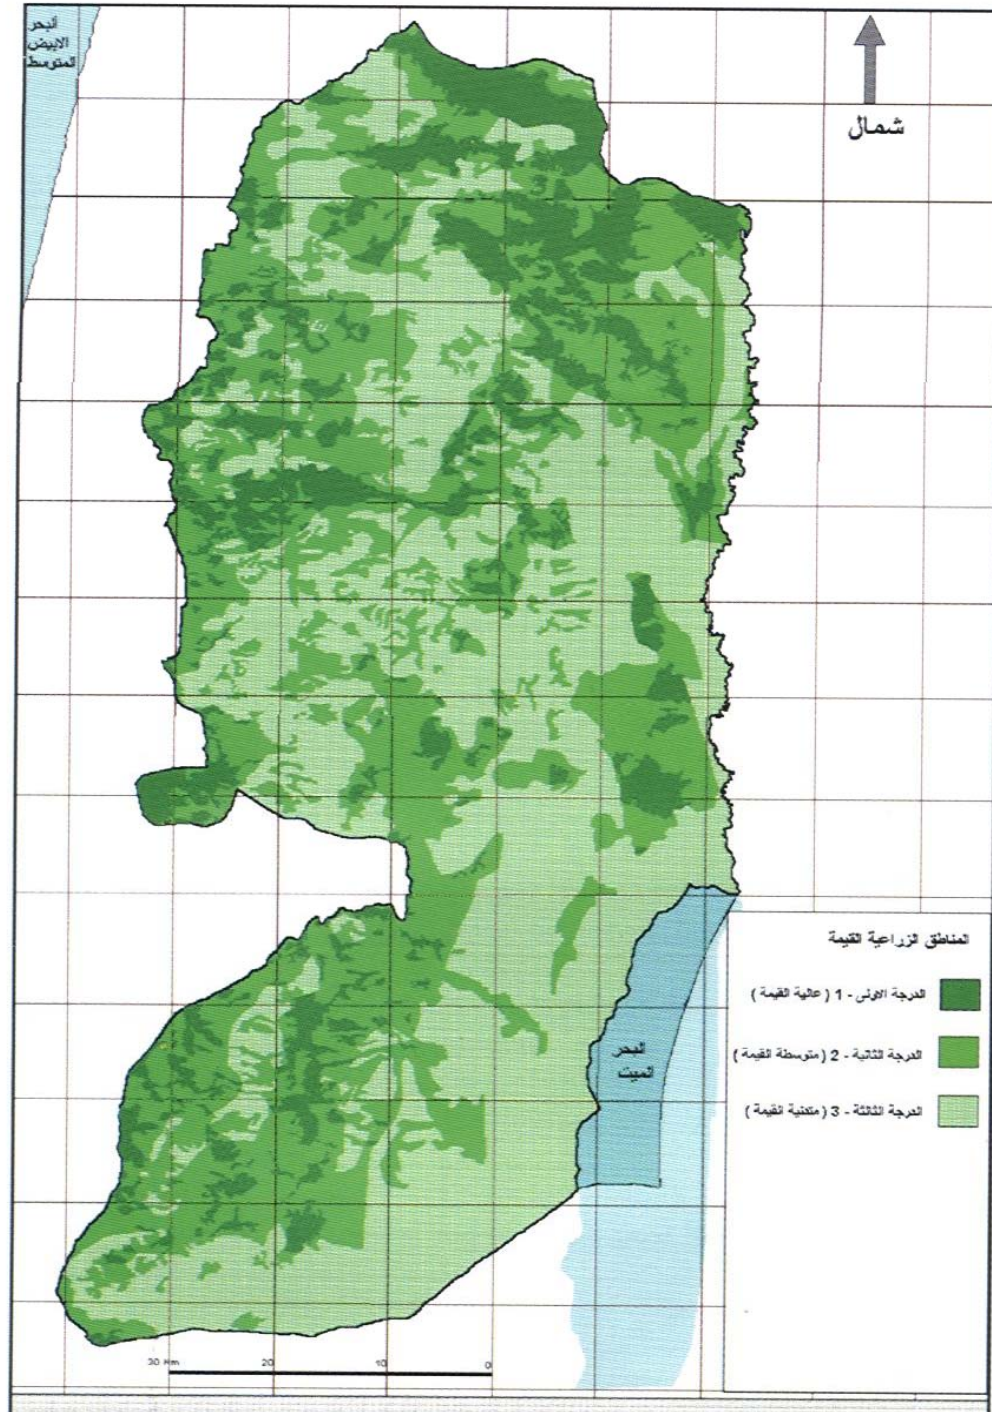 البحر
الابيض
المتوسط
شمال
المناطق الزراعية القيمة
الدرجة الاولى - 1 ( عالية القيمة )
الدرجة الثانية - 2 ( متوسطة القيمة )
الدرجة الثالثة - 3 ( متدنية القيمة )
البحر
الميت
30 Km
20
10
0